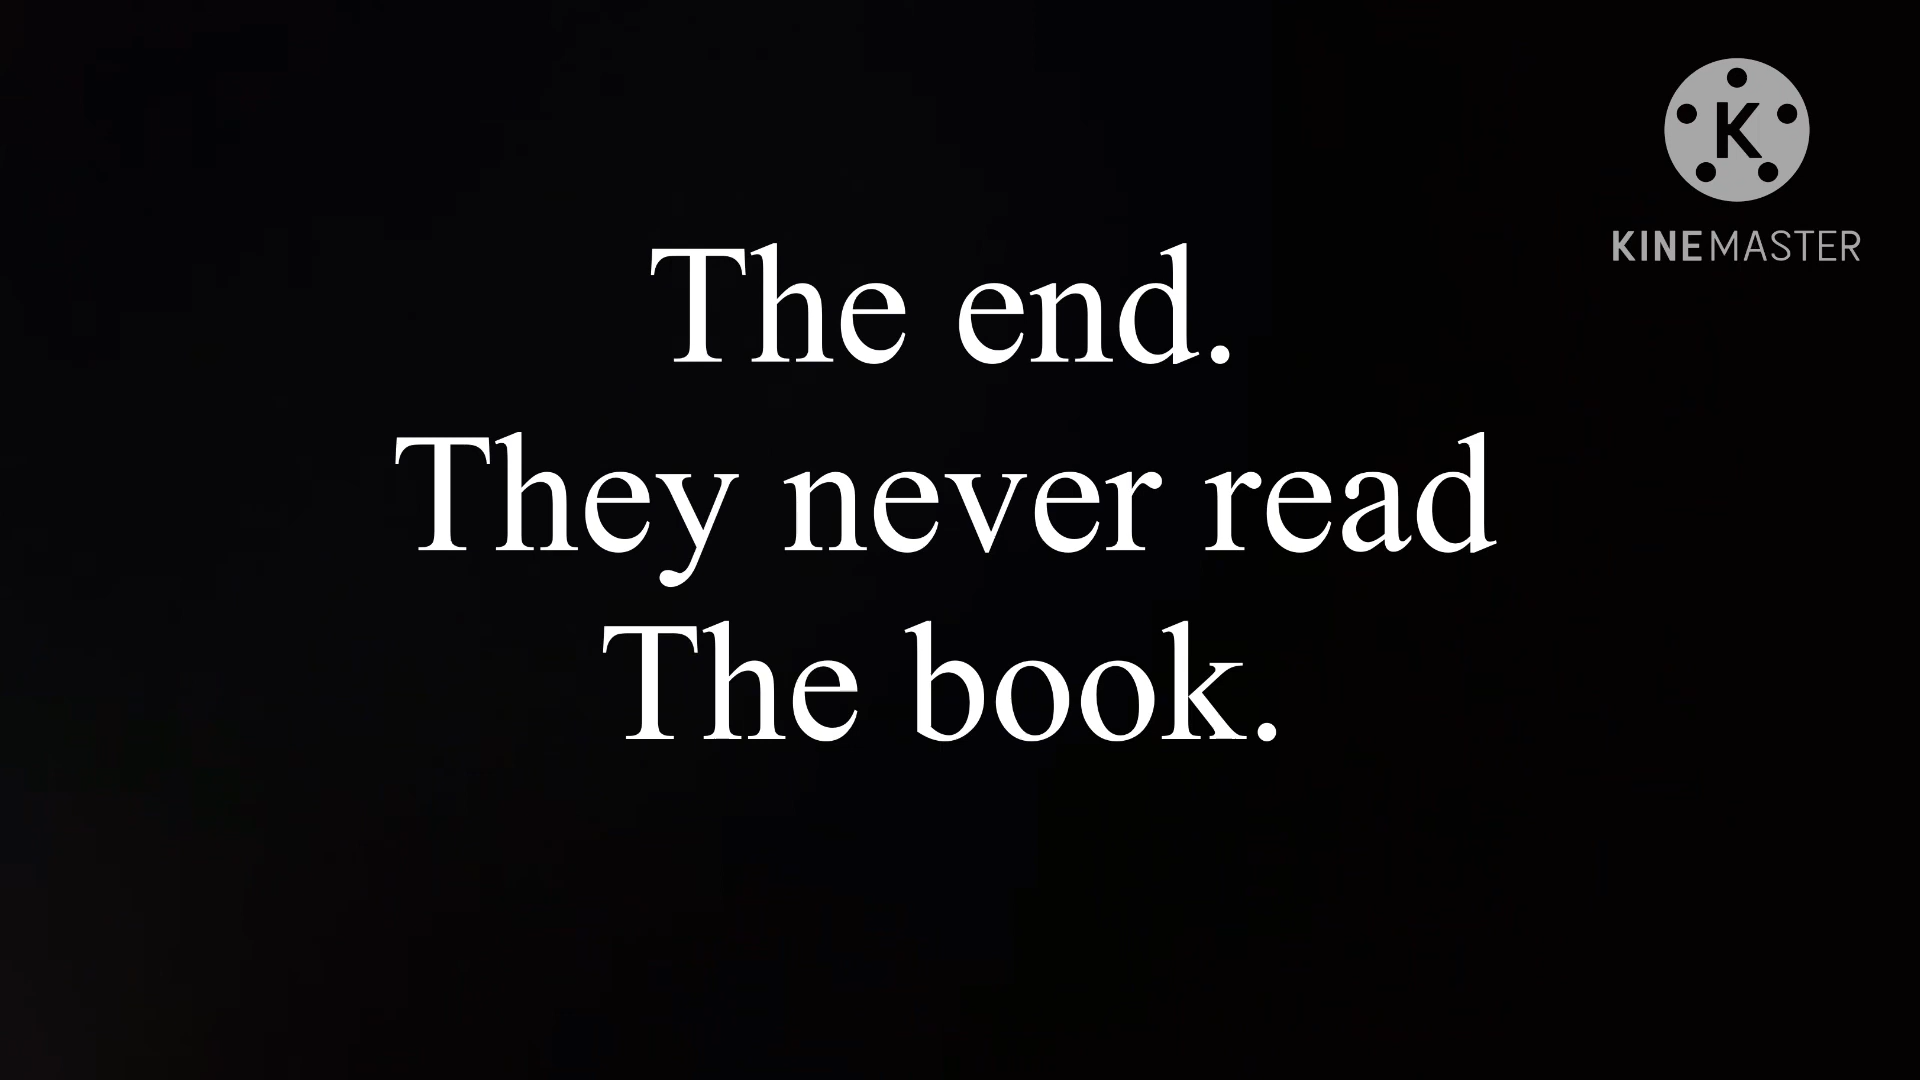 K
KINEMASTER
The end.
They never read
The book.